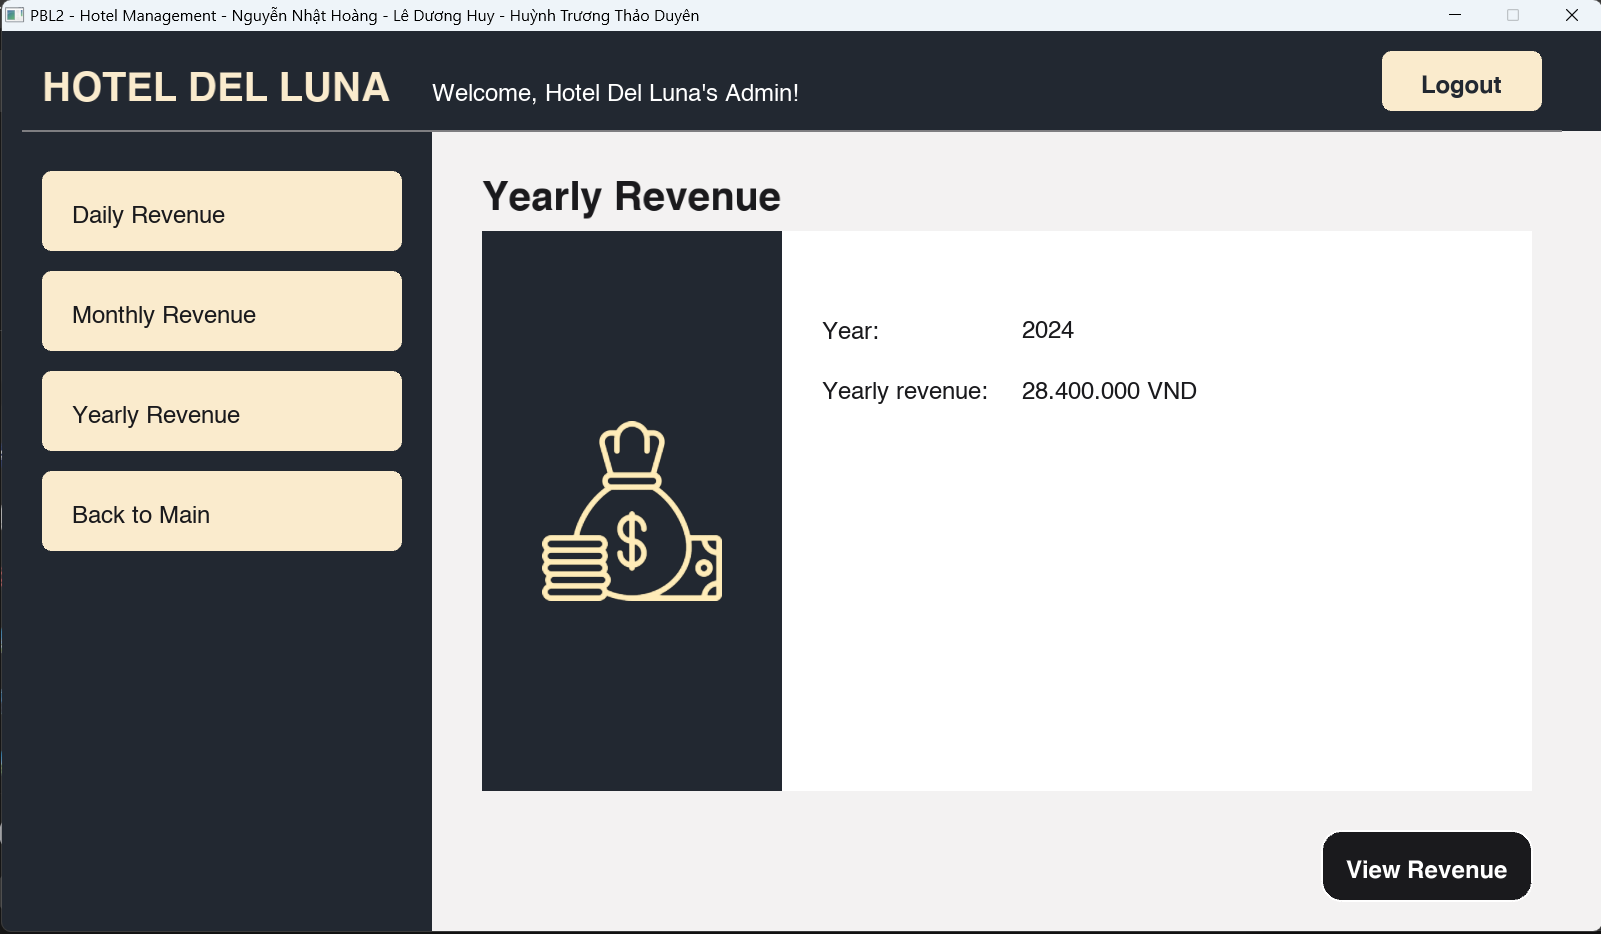 PBL2 - Hotel Management - Nguyễn Nhật Hoàng - Lê Dương Huy - Huỳnh Trương Thảo Duyên
HOTEL DEL LUNA
Welcome, Hotel Del Luna's Admin!
Logout
Daily Revenue
Monthly Revenue
Yearly Revenue
Back to Main
Yearly Revenue
$
Year: 2024
Yearly revenue: 28.400.000 VND
View Revenue